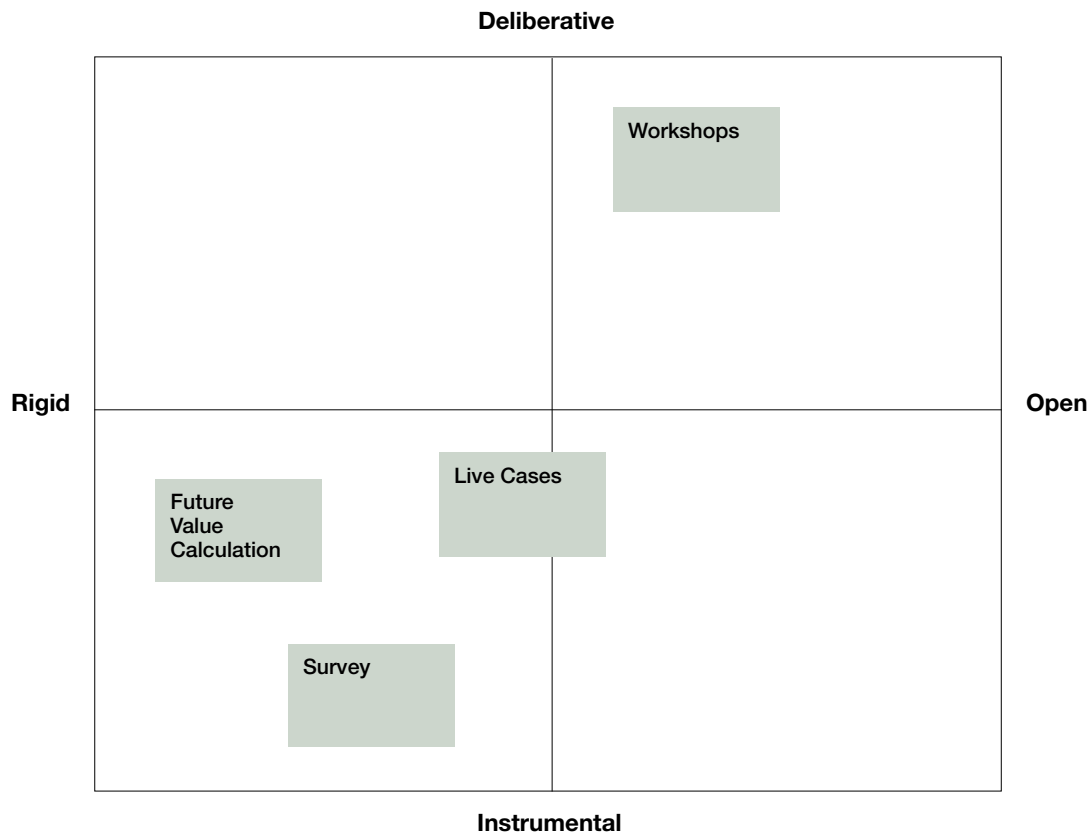 Deliberative
Workshops
Rigid
Open
Live Cases
Future
Value
Calculation
Survey
Instrumental